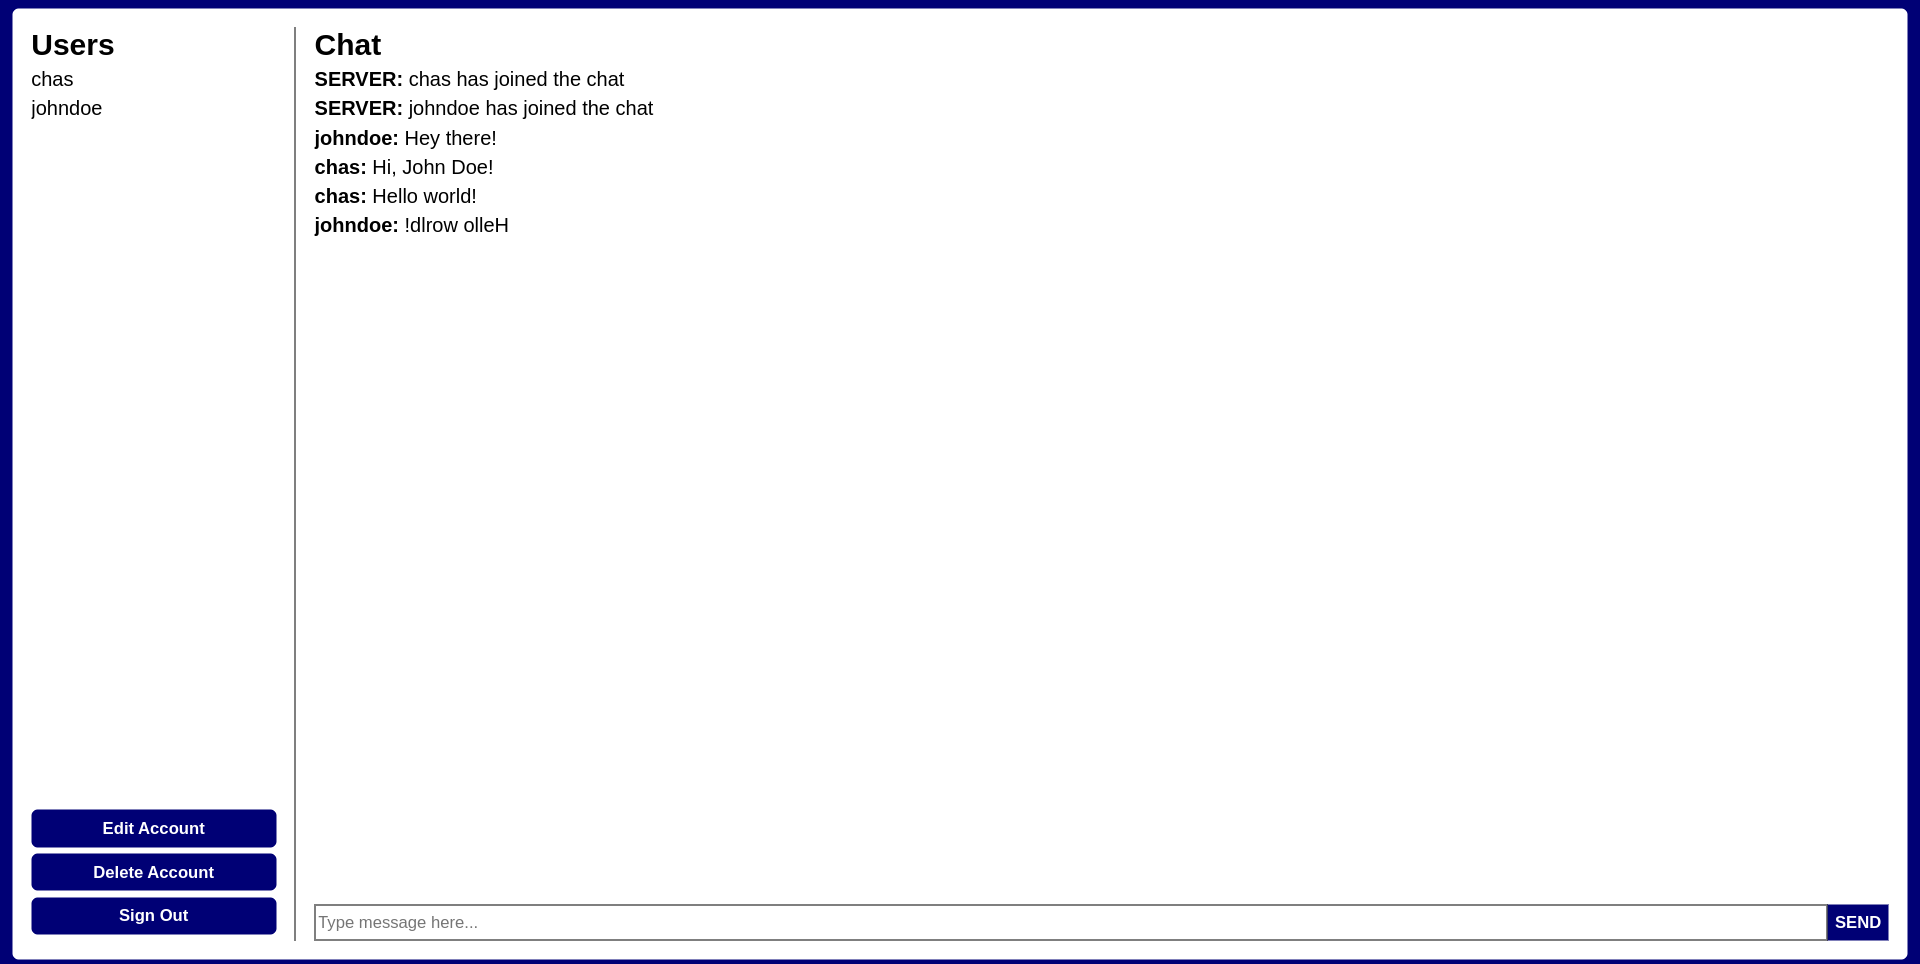 Users
chas
johndoe
Edit Account
Delete Account
Sign Out
Chat
SERVER: chas has joined the chat
SERVER: johndoe has joined the chat
johndoe: Hey there!
chas: Hi, John Doe!
chas: Hello world!
johndoe: !dlrow olleH
Type message here...
SEND